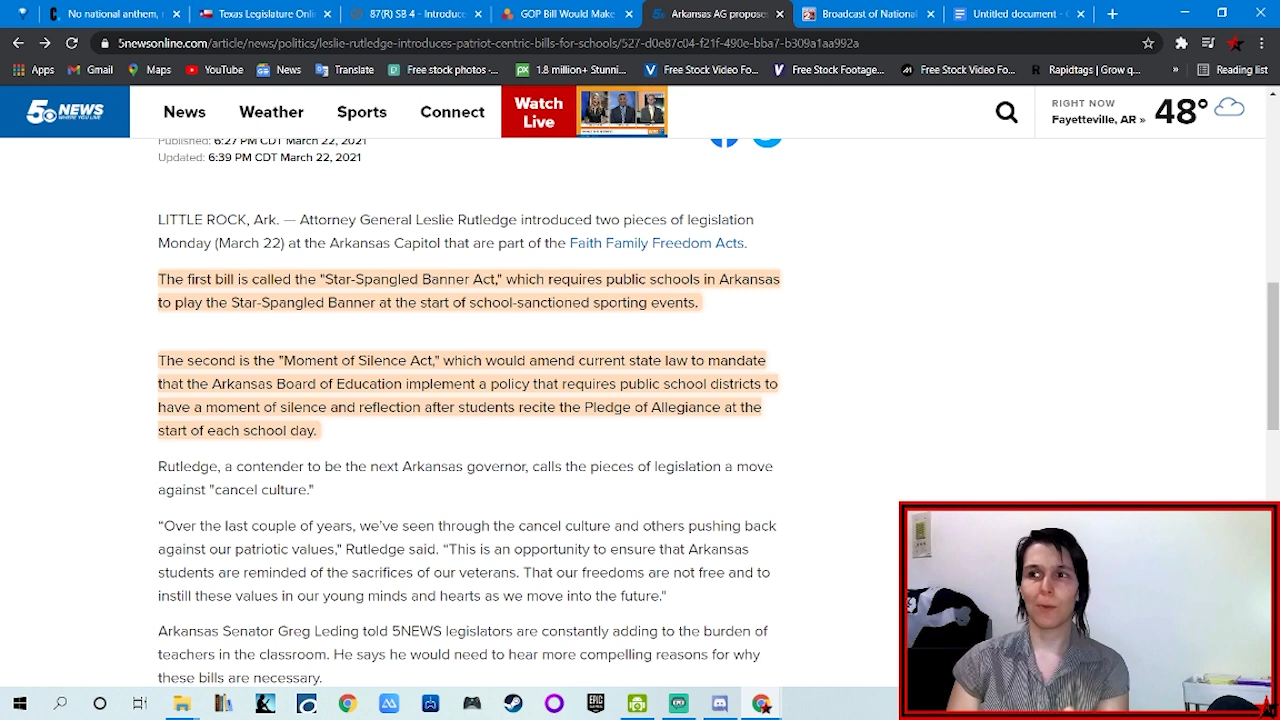 No national anthem,
Texas Legislature Onli
87(R) SB 4 - Introduc
GOP Bill Would Make
Arkansas AG propose
Broadcast of National
Untitled document - G
5newsonline.com/article/news/politics/leslie-rutledge-introduces-patriot-centric-bills-for-schools/527-d0e87c04-f21f-490e-bba7-b309a1aa992a
Apps
Gmail
Maps
YouTube
News
Translate
Free stock photos -...
1.8 million+ Stunni...
Free Stock Video Fo...
Free Stock Footage...
Free Stock Video Fo...
Rapidtags | Grow q...
»
Reading list
5 NEWS
WHERE YOU LIVE
News
Weather
Sports
Connect
Watch
Live
RIGHT NOW
Fayetteville, AR »
48°
Published: 6:27 PM CDT March 22, 2021
Updated: 6:39 PM CDT March 22, 2021
LITTLE ROCK, Ark. — Attorney General Leslie Rutledge introduced two pieces of legislation
Monday (March 22) at the Arkansas Capitol that are part of the Faith Family Freedom Acts.
The first bill is called the "Star-Spangled Banner Act," which requires public schools in Arkansas
to play the Star-Spangled Banner at the start of school-sanctioned sporting events.
The second is the "Moment of Silence Act," which would amend current state law to mandate
that the Arkansas Board of Education implement a policy that requires public school districts to
have a moment of silence and reflection after students recite the Pledge of Allegiance at the
start of each school day.
Rutledge, a contender to be the next Arkansas governor, calls the pieces of legislation a move
against "cancel culture."
“Over the last couple of years, we’ve seen through the cancel culture and others pushing back
against our patriotic values," Rutledge said. “This is an opportunity to ensure that Arkansas
students are reminded of the sacrifices of our veterans. That our freedoms are not free and to
instill these values in our young minds and hearts as we move into the future."
Arkansas Senator Greg Leding told 5NEWS legislators are constantly adding to the burden of
teachers in the classroom. He says he would need to hear more compelling reasons for why
these bills are necessary.